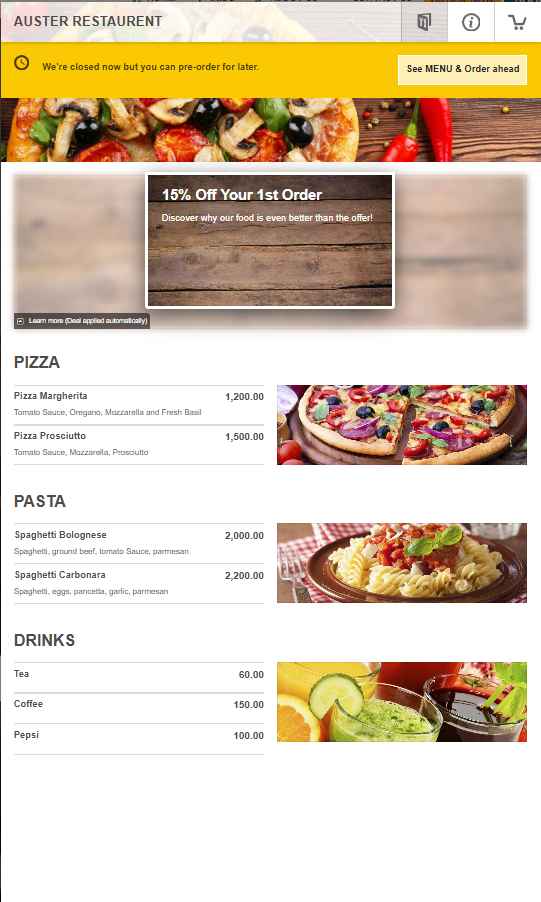 AUSTER RESTAURENT
We're closed now but you can pre-order for later.
See MENU & Order ahead
15% Off Your 1st Order
Discover why our food is even better than the offer!
Learn more (Deal applied automatically)
PIZZA
Pizza Margherita 1,200.00
Tomato Sauce, Oregano, Mozzarella and Fresh Basil
Pizza Prosciutto 1,500.00
Tomato Sauce, Mozzarella, Prosciutto
PASTA
Spaghetti Bolognese 2,000.00
Spaghetti, ground beef, tomato Sauce, parmesan
Spaghetti Carbonara 2,200.00
Spaghetti, eggs, pancetta, garlic, parmesan
DRINKS
Tea 60.00
Coffee 150.00
Pepsi 100.00